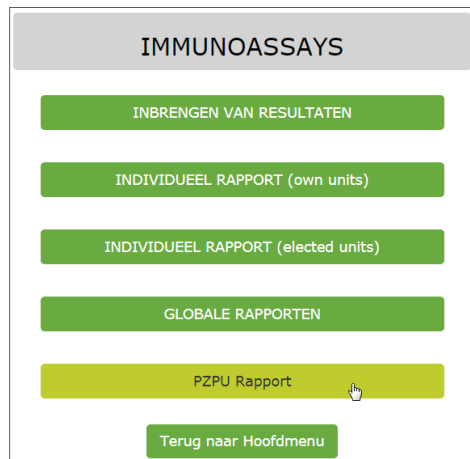 IMMUNOASSAYS
INBRENGEN VAN RESULTATEN
INDIVIDUEEL RAPPORT (own units)
INDIVIDUEEL RAPPORT (elected units)
GLOBALE RAPPORTEN
PZPU Rapport
Terug naar Hoofdmenu